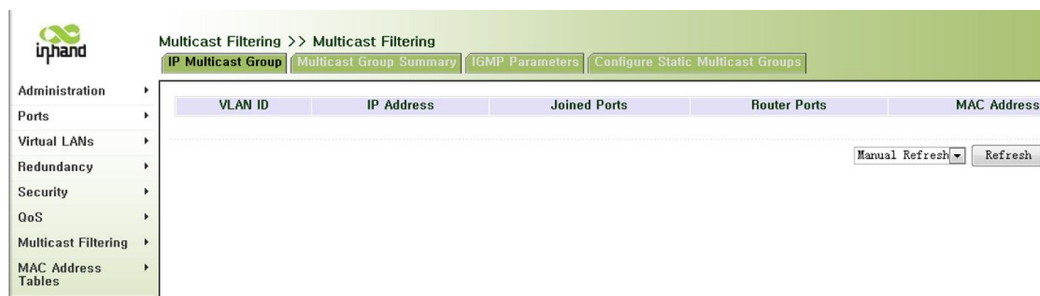 inhand
Multicast Filtering >> Multicast Filtering
IP Multicast Group Multicast Group Summary IGMP Parameters Configure Static Multicast Groups
Administration
Ports
Virtual LANs
Redundancy
Security
QoS
Multicast Filtering
MAC Address
Tables
VLAN ID IP Address Joined Ports Router Ports MAC Address
Manual Refresh Refresh